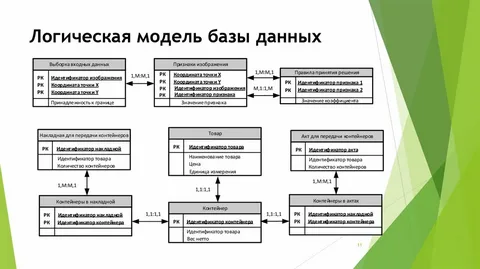 Логическая модель базы данных
Выборка входных данных
PK Идентификатор изображения
PK Координата точки X
PK Координата точки Y
Принадлежность к границе
1,M:M,1
Признаки изображения
PK Координата точки X
PK Координата точки Y
PK Идентификатор изображения
PK Идентификатор признака
Значение признака
1,M:M,1
M,1:1,M
Правила принятия решения
PK Идентификатор признака 1
PK Идентификатор признака 2
Значение коэффициента
Накладная для передачи контейнеров
PK Идентификатор накладной
Идентификатор товара
Количество контейнеров
Товар
PK Идентификатор товара
Наименование товара
Цена
Единица измерения
Акт для передачи контейнеров
PK Идентификатор акта
Идентификатор товара
Количество контейнеров
1,M:M,1
1,1:1,1
1,M:M,1
Контейнеры в накладной
PK Идентификатор накладной
PK Идентификатор контейнера
1,1:1,1
Контейнер
PK Идентификатор контейнера
Идентификатор товара
Вес нетто
1,1:1,1
Контейнеры в актах
PK Идентификатор накладной
PK Идентификатор контейнера